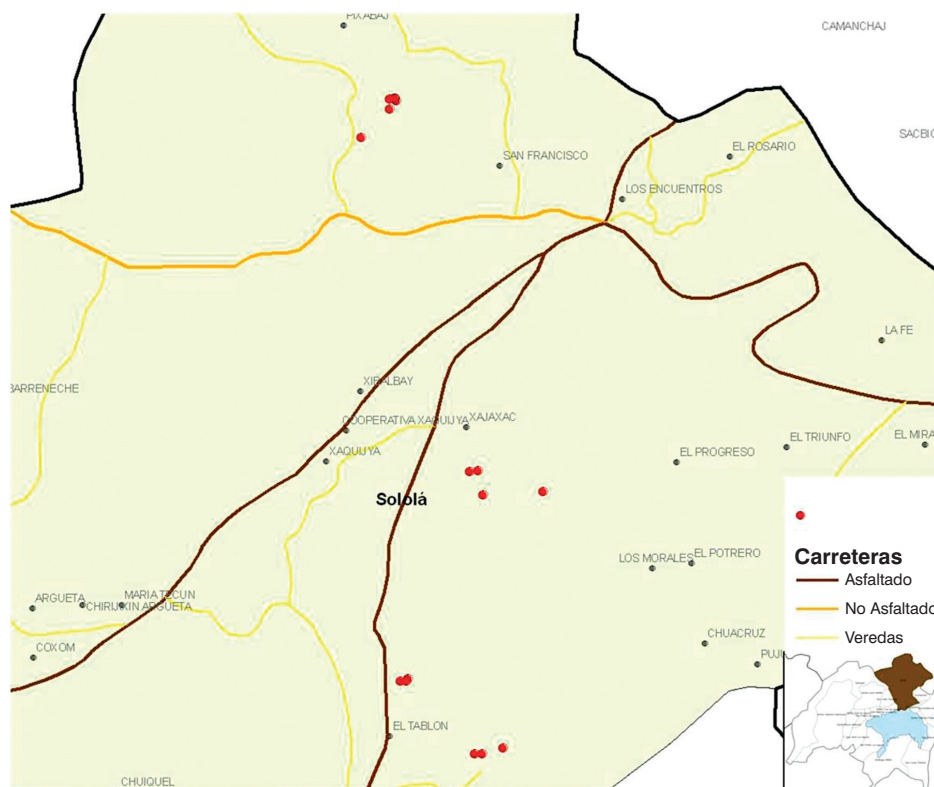 PIXABAJ
CAMANCHAJ
SACBIC
EL ROSARIO
SAN FRANCISCO
LOS ENCUENTROS
LA FE
BARRENECHE
XIBALBAY
COOPERATIVA XAQUIJYA
XAJAXAC
XAQUIJYA
EL PROGRESO
EL TRIUNFO
EL MIRA
Sololá
LOS MORALES
EL POTRERO
ARGUETA
CHIRIJIXIN ARGUETA
MARIA TECUN
COXOM
CHUACRUZ
PUJU
EL TABLON
CHUIQUEL
Carreteras
Asfaltado
No Asfaltado
Veredas